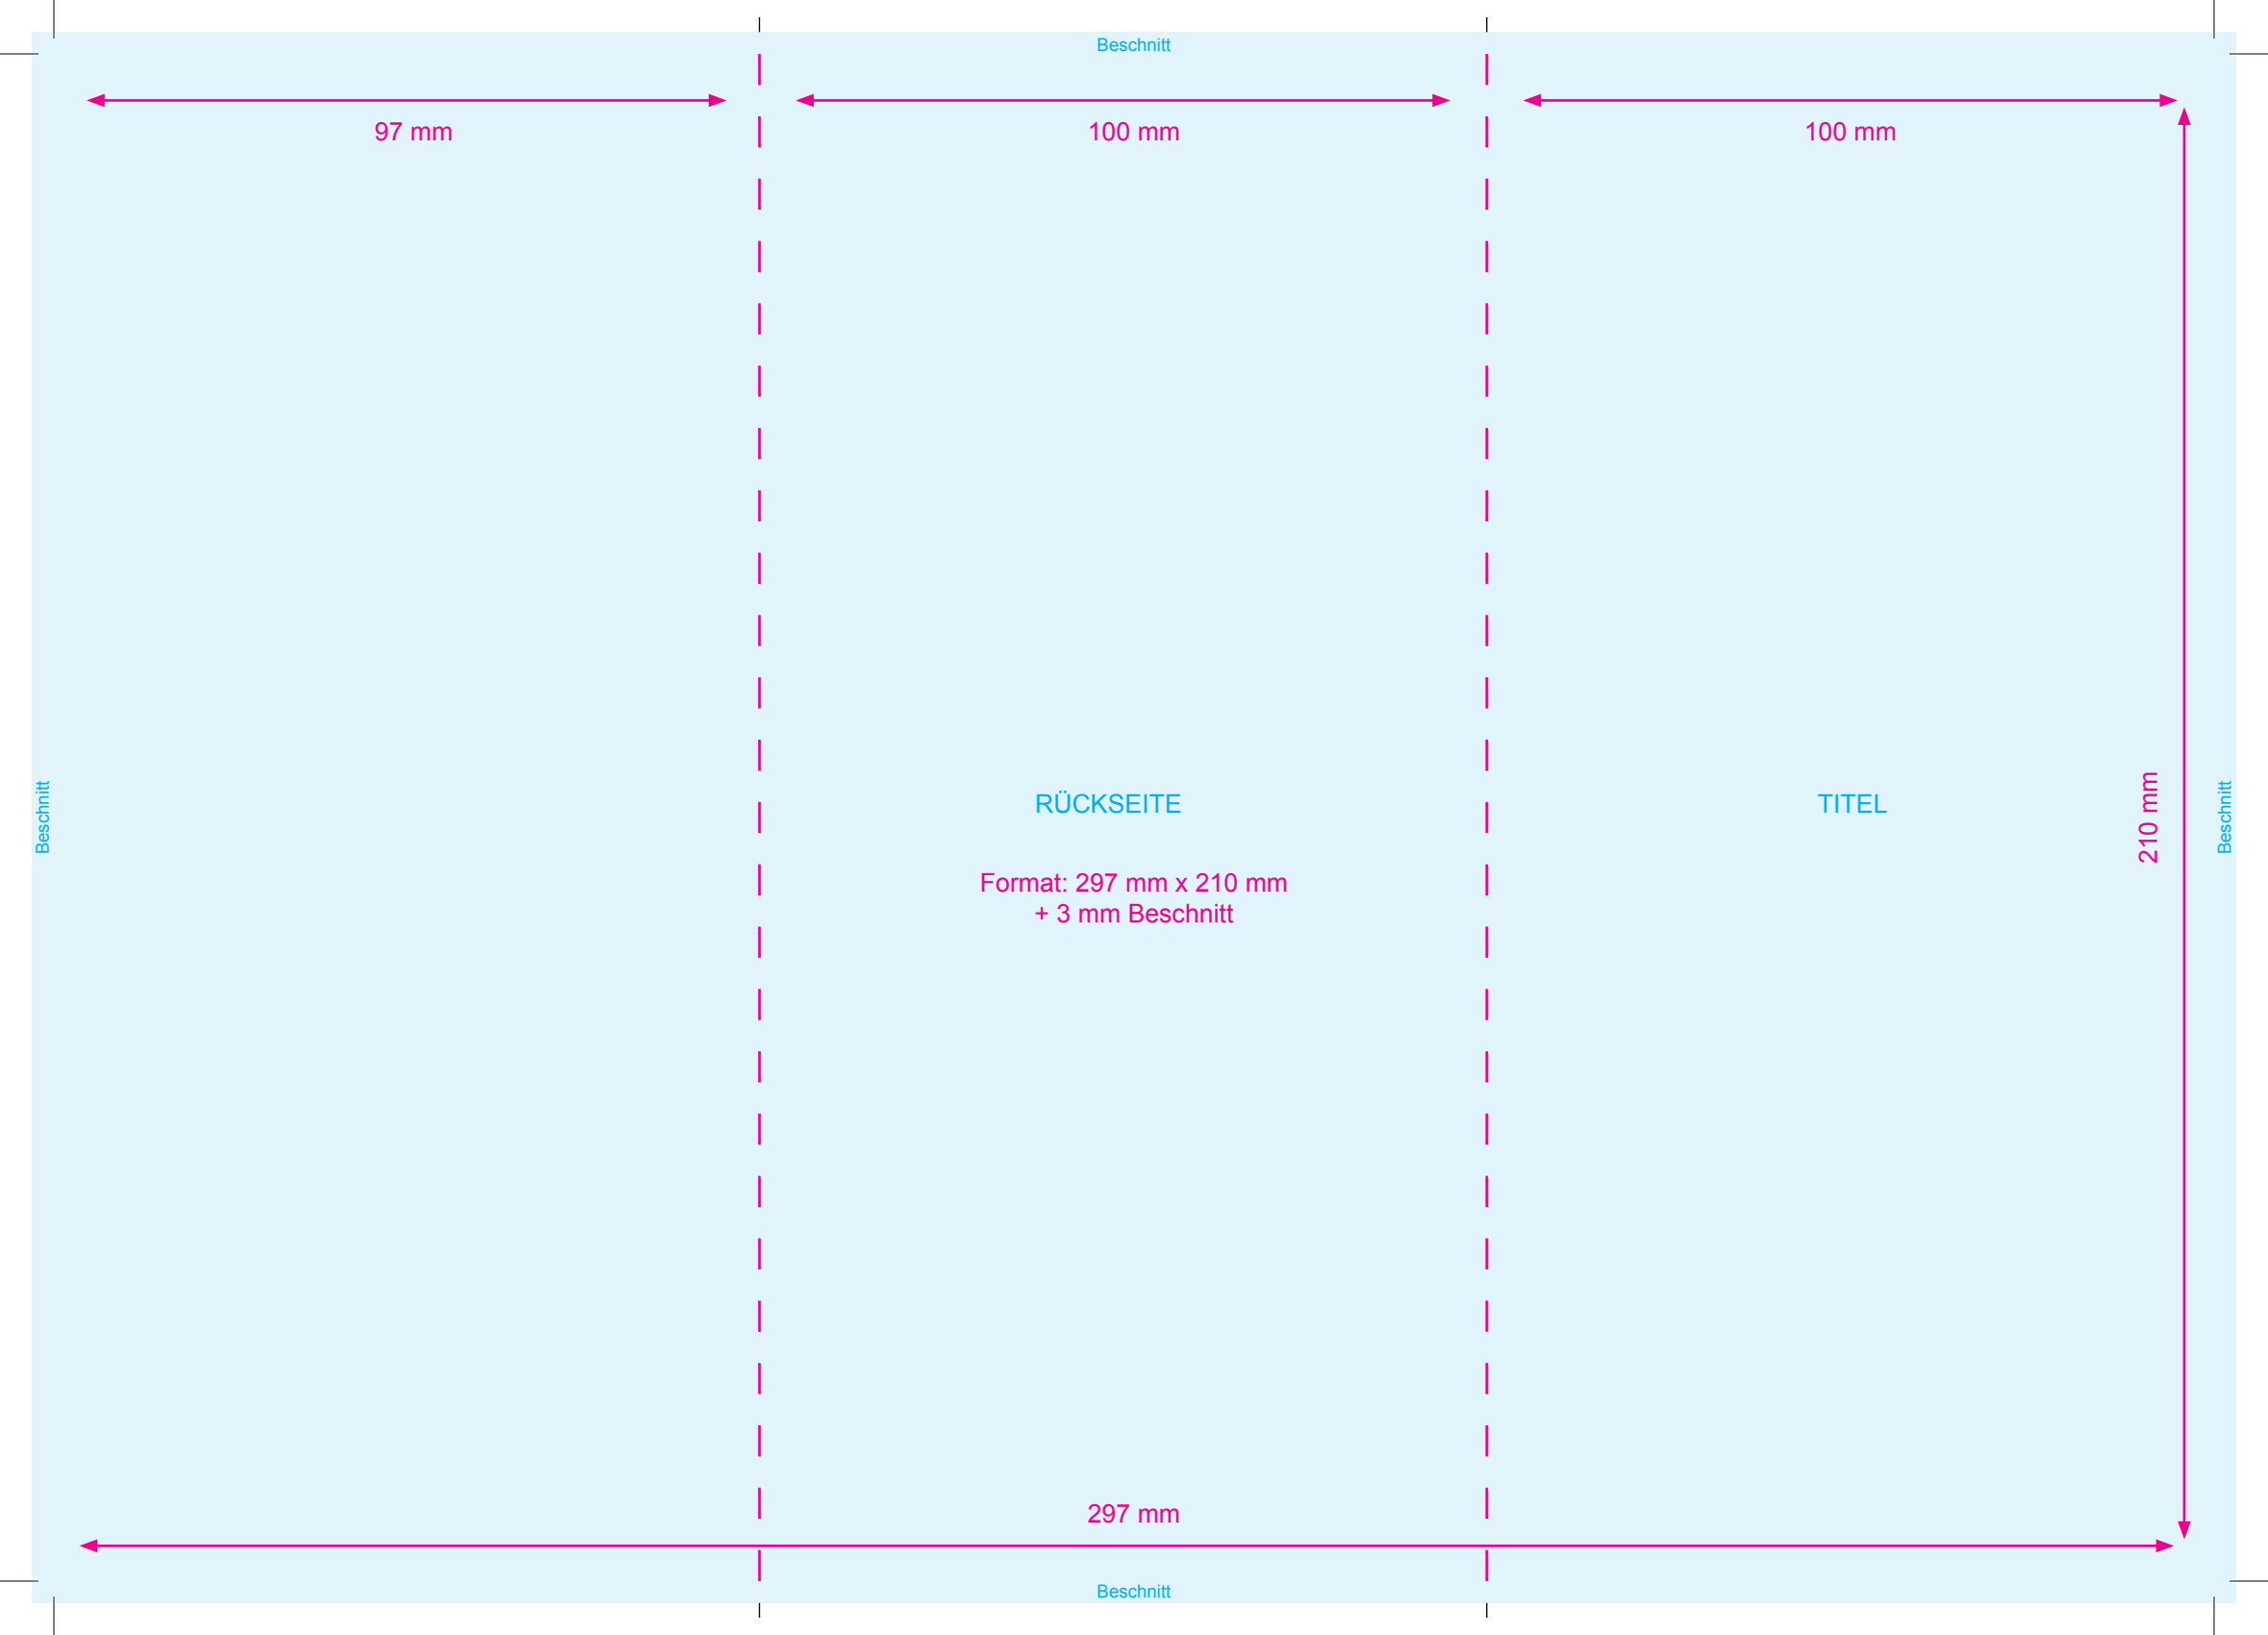 Beschnitt
97 mm
100 mm
100 mm
Beschnitt
RÜCKSEITE
TITEL
210 mm
Beschnitt
Format: 297 mm x 210 mm
+ 3 mm Beschnitt
297 mm
Beschnitt